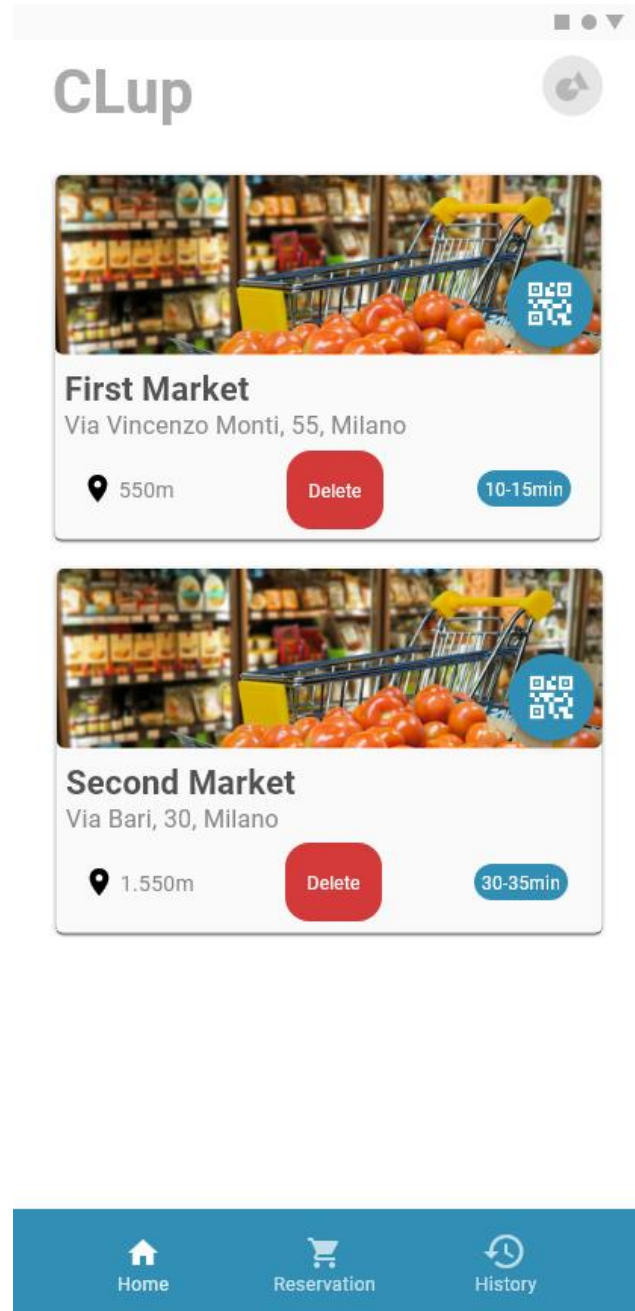 CLup
First Market
Via Vincenzo Monti, 55, Milano
550m
Delete
10-15min
Second Market
Via Bari, 30, Milano
1.550m
Delete
30-35min
Home
Reservation
History